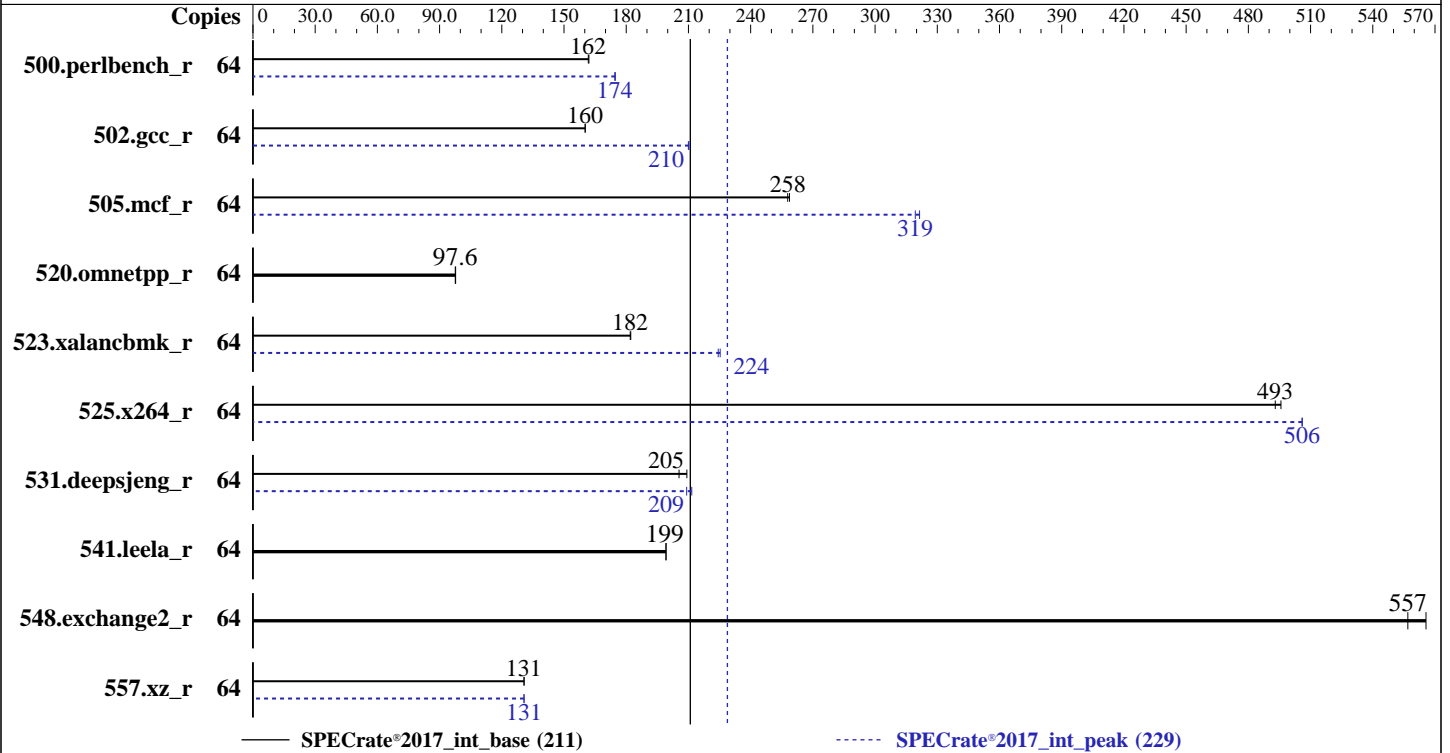 Copies 0 30.0 60.0 90.0 120 150 180 210 240 270 300 330 360 390 420 450 480 510 540 570
500.perlbench_r 64 162
174
502.gcc_r 64 160
210
505.mcf_r 64 258
319
520.omnetpp_r 64 97.6
523.xalancbmk_r 64 182
224
525.x264_r 64 493
506
531.deepsjeng_r 64 205
209
541.leela_r 64 199
548.exchange2_r 64 557
557.xz_r 64 131
131
SPECrate®2017_int_base (211) SPECrate®2017_int_peak (229)